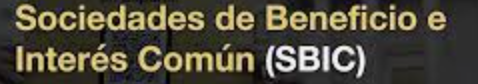 Sociedades de Beneficio e
Interés Común (SBIC)